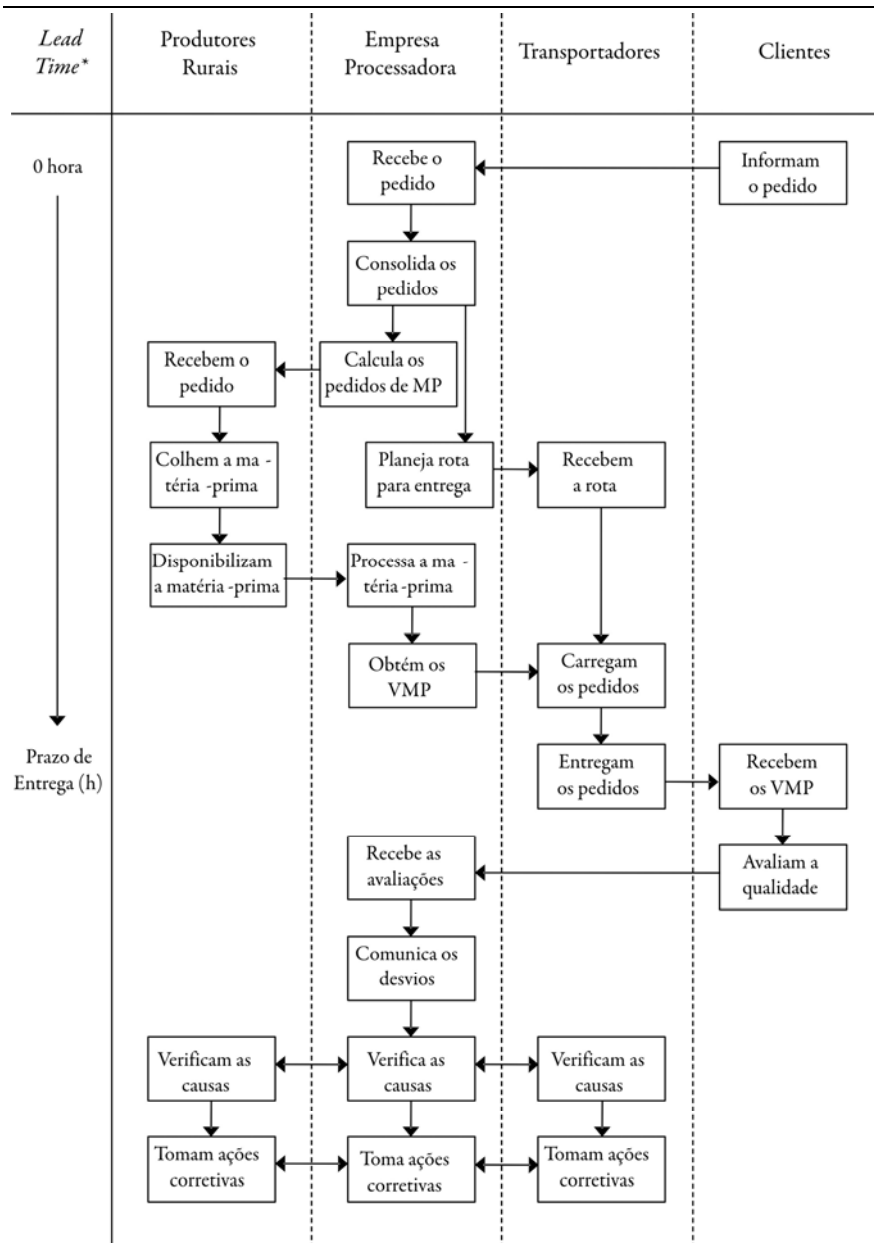 Lead
Time*
Produtores
Rurais
Empresa
Processadora
Transportadores
Clientes
0 hora
Recebe o
pedido
Informam
o pedido
Consolida os
pedidos
Recebem o
pedido
Calcula os
pedidos de MP
Colhem a ma -
téria -prima
Planeja rota
para entrega
Recebem
a rota
Disponibilizam
a matéria -prima
Processa a ma -
téria -prima
Obtém os
VMP
Carregam
os pedidos
Prazo de
Entrega (h)
Entregam
os pedidos
Recebem
os VMP
Recebe as
avaliações
Avaliam a
qualidade
Comunica os
desvios
Verificam as
causas
Verifica as
causas
Verificam as
causas
Tomam ações
corretivas
Toma ações
corretivas
Tomam ações
corretivas